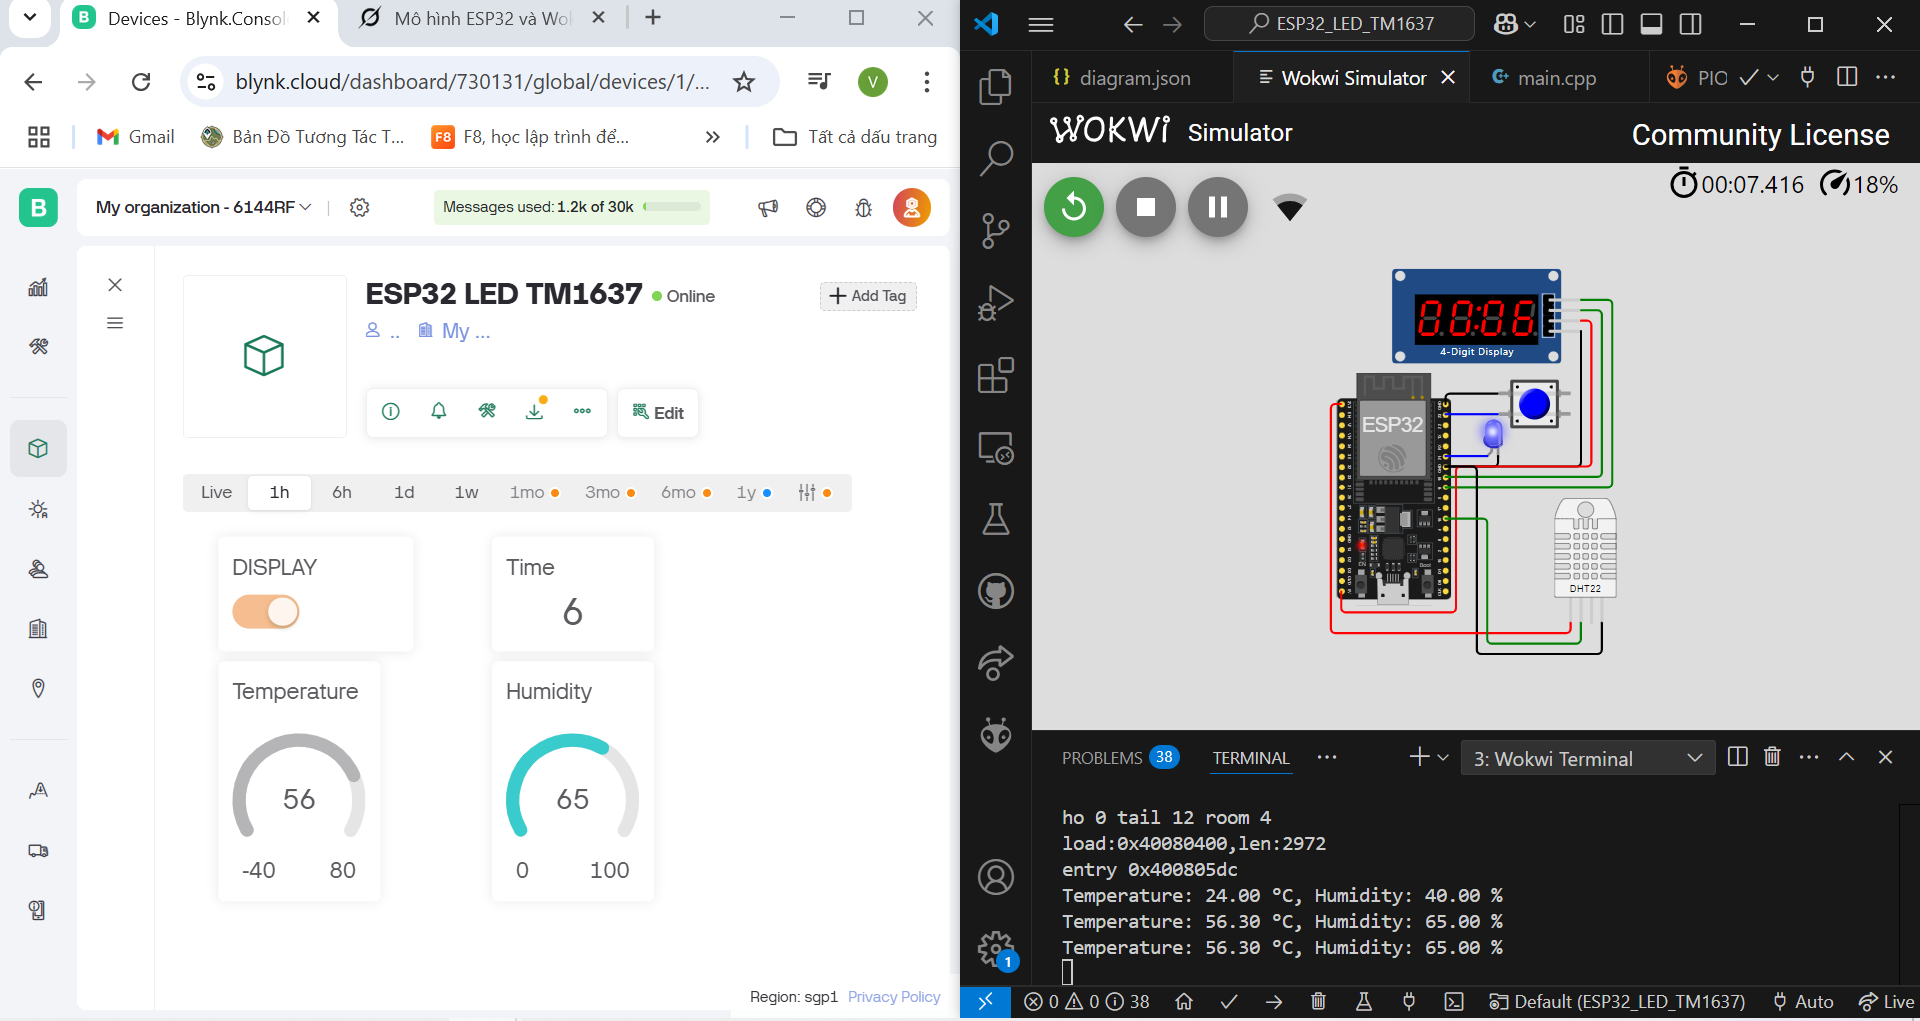 Devices - Blynk.Consol
Mô hình ESP32 và Wo
blynk.cloud/dashboard/730131/global/devices/1/...
V
Gmail
Bản Đồ Tương Tác T...
F8
F8, học lập trình để...
Tất cả dấu trang
B
My organization - 6144RF
Messages used: 1.2k of 30k
ESP32 LED TM1637
Online
Add Tag
..
My ...
Edit
Live
1h
6h
1d
1w
1mo
3mo
6mo
1y
DISPLAY
Time
6
Temperature
56
-40
80
Humidity
65
0
100
Region: sgp1
Privacy Policy
ESP32_LED_TM1637
{} diagram.json
Wokwi Simulator
main.cpp
PIO
WOKWi Simulator
Community License
00:07.416
18%
00:06
4-Digit Display
ESP32
EN
Boot
DHT22
PROBLEMS 38
TERMINAL
3: Wokwi Terminal
ho 0 tail 12 room 4
load:0x40080400,len:2972
entry 0x400805dc
Temperature: 24.00 °C, Humidity: 40.00 %
Temperature: 56.30 °C, Humidity: 65.00 %
Temperature: 56.30 °C, Humidity: 65.00 %
1
0
0
38
Default (ESP32_LED_TM1637)
Auto
Live